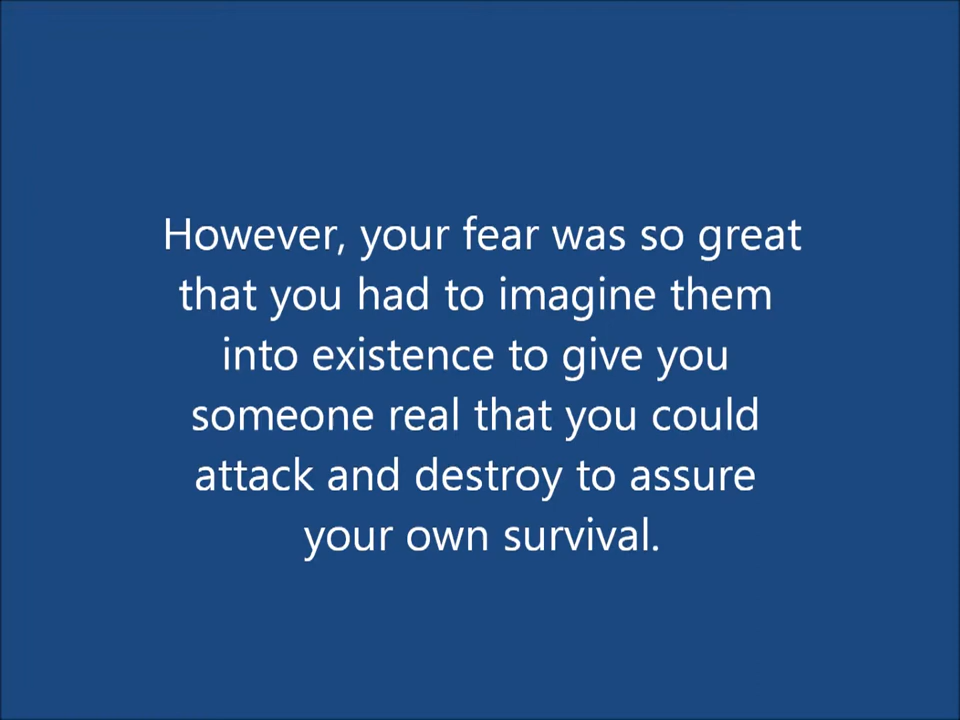 However, your fear was so great
that you had to imagine them
into existence to give you
someone real that you could
attack and destroy to assure
your own survival.